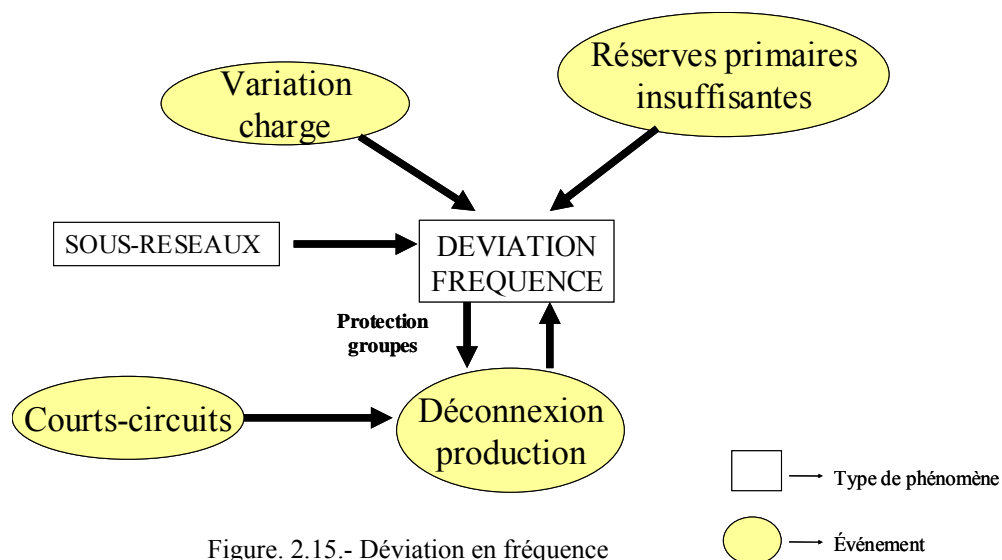 Variation
charge
Réserves primaires
insuffisantes
SOUS-RESEAUX
DEVIATION
FREQUENCE
Protection
groupes
Courts-circuits
Déconnexion
production
Type de phénomène
Événement
Figure. 2.15.- Déviation en fréquence